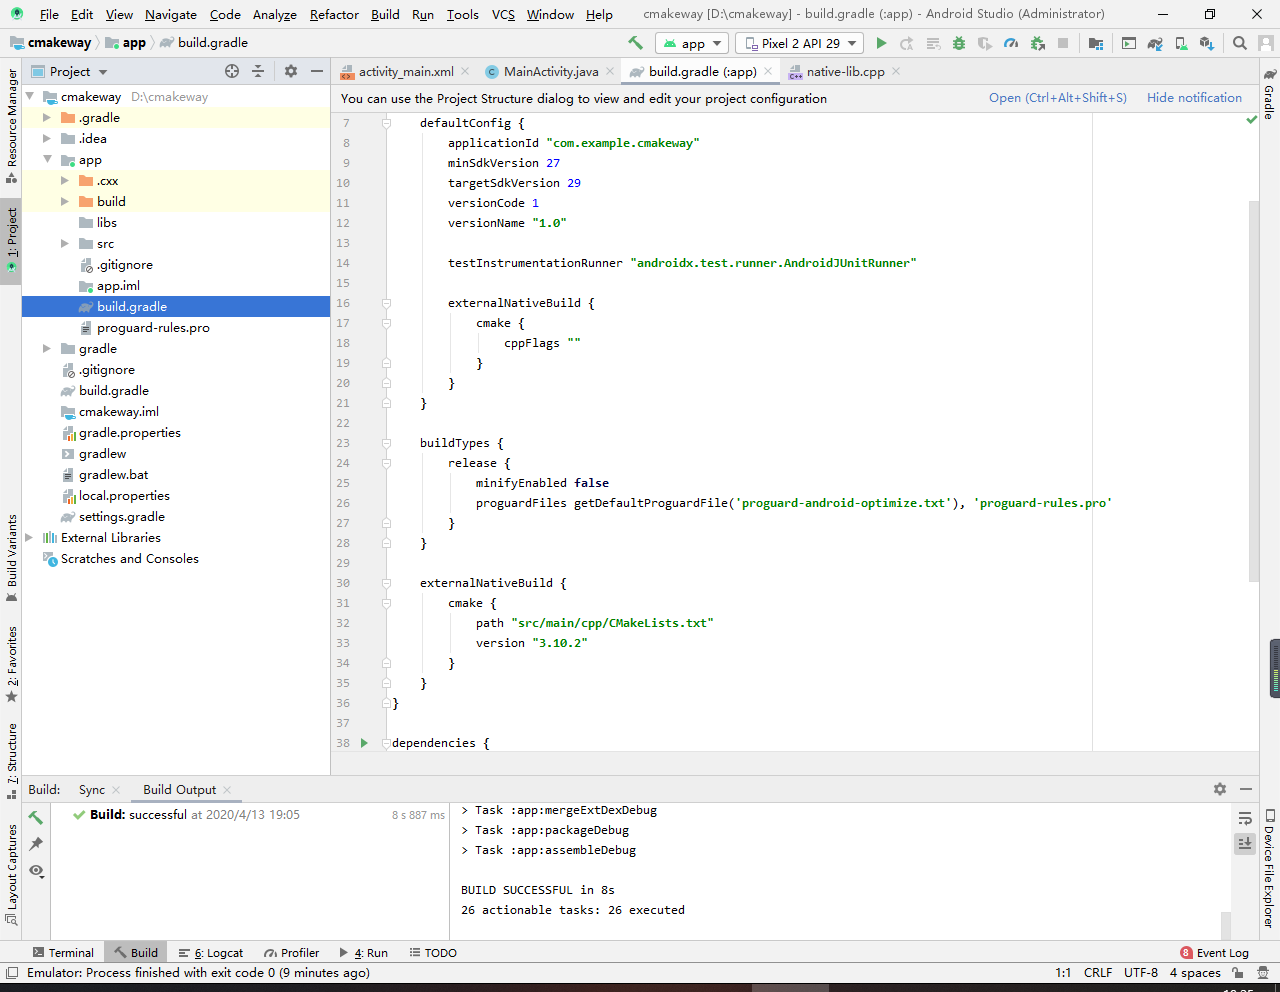 File Edit View Navigate Code Analyze Refactor Build Run Tools VCS Window Help cmakeway [D:\cmakeway] - build.gradle (:app) - Android Studio (Administrator)
cmakeway app build.gradle app Pixel 2 API 29
Project activity_main.xml MainActivity.java build.gradle (:app) native-lib.cpp
You can use the Project Structure dialog to view and edit your project configuration Open (Ctrl+Alt+Shift+S) Hide notification
Resource Manager
1: Project
Build Variants
2: Favorites
7: Structure
Layout Captures
cmakeway D:\cmakeway
.gradle
.idea
app
.cxx
build
libs
src
.gitignore
app.iml
build.gradle
proguard-rules.pro
gradle
.gitignore
build.gradle
cmakeway.iml
gradle.properties
gradlew
gradlew.bat
local.properties
settings.gradle
External Libraries
Scratches and Consoles
7 defaultConfig {
8 applicationId "com.example.cmakeway"
9 minSdkVersion 27
10 targetSdkVersion 29
11 versionCode 1
12 versionName "1.0"
13
14 testInstrumentationRunner "androidx.test.runner.AndroidJUnitRunner"
15
16 externalNativeBuild {
17 cmake {
18 cppFlags ""
19 }
20 }
21 }
22
23 buildTypes {
24 release {
25 minifyEnabled false
26 proguardFiles getDefaultProguardFile('proguard-android-optimize.txt'), 'proguard-rules.pro'
27 }
28 }
29
30 externalNativeBuild {
31 cmake {
32 path "src/main/cpp/CMakeLists.txt"
33 version "3.10.2"
34 }
35 }
36 }
37
38 dependencies {
Gradle
Device File Explorer
Build: Sync Build Output
Build: successful at 2020/4/13 19:05 8 s 887 ms
> Task :app:mergeExtDexDebug
> Task :app:packageDebug
> Task :app:assembleDebug
BUILD SUCCESSFUL in 8s
26 actionable tasks: 26 executed
Terminal Build 6: Logcat Profiler 4: Run TODO 8 Event Log
Emulator: Process finished with exit code 0 (9 minutes ago) 1:1 CRLF UTF-8 4 spaces